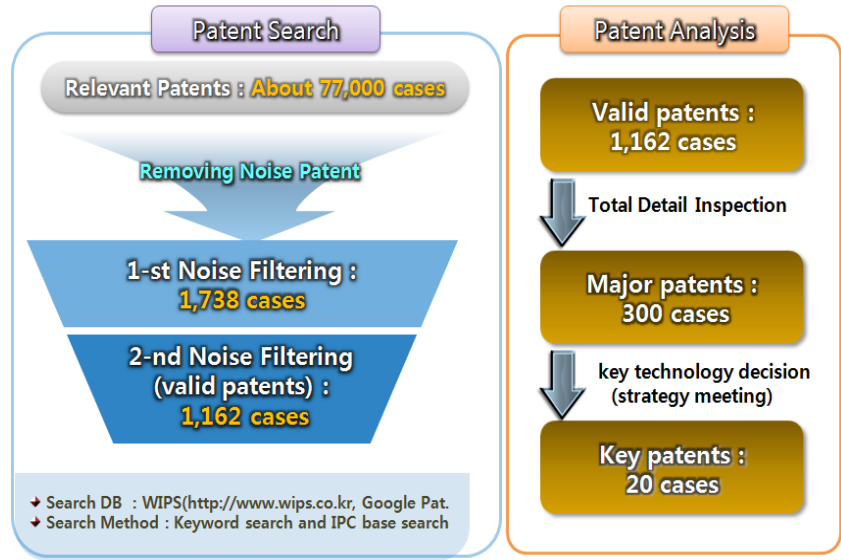 Patent Search
Relevant Patents : About 77,000 cases
Removing Noise Patent
1-st Noise Filtering :
1,738 cases
2-nd Noise Filtering
(valid patents) :
1,162 cases
Search DB : WIPS(http://www.wips.co.kr, Google Pat.
Search Method : Keyword search and IPC base search
Patent Analysis
Valid patents :
1,162 cases
Total Detail Inspection
Major patents :
300 cases
key technology decision
(strategy meeting)
Key patents :
20 cases